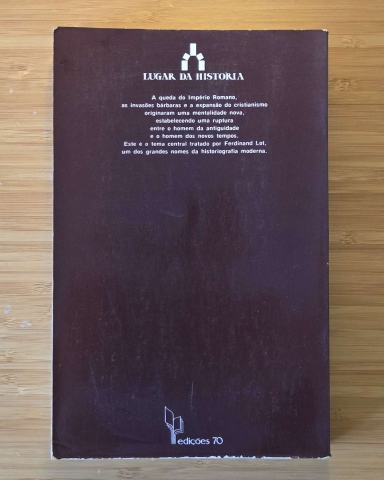 LUGAR DA HISTÓRIA
A queda do Império Romano,
as invasões bárbaras e a expansão do cristianismo
originaram uma mentalidade nova,
estabelecendo uma ruptura
entre o homem da antiguidade
e o homem dos novos tempos.
Este é o tema central tratado por Ferdinand Lot,
um dos grandes nomes da historiografia moderna.
edições 70